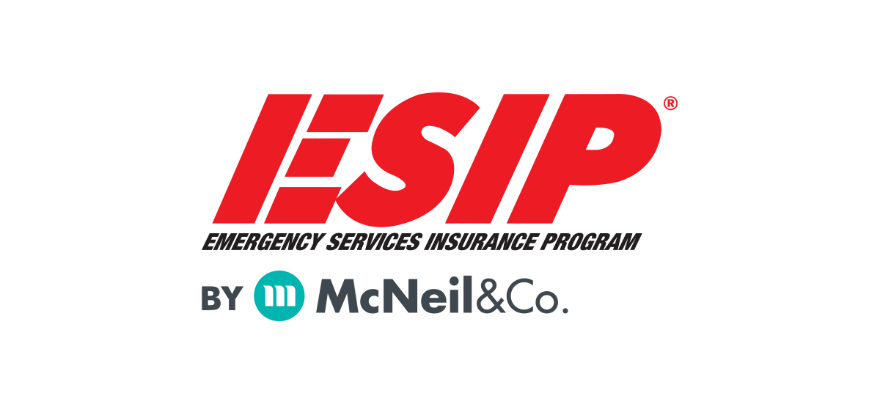 ESIP®
EMERGENCY SERVICES INSURANCE PROGRAM
BY m McNeil&Co.